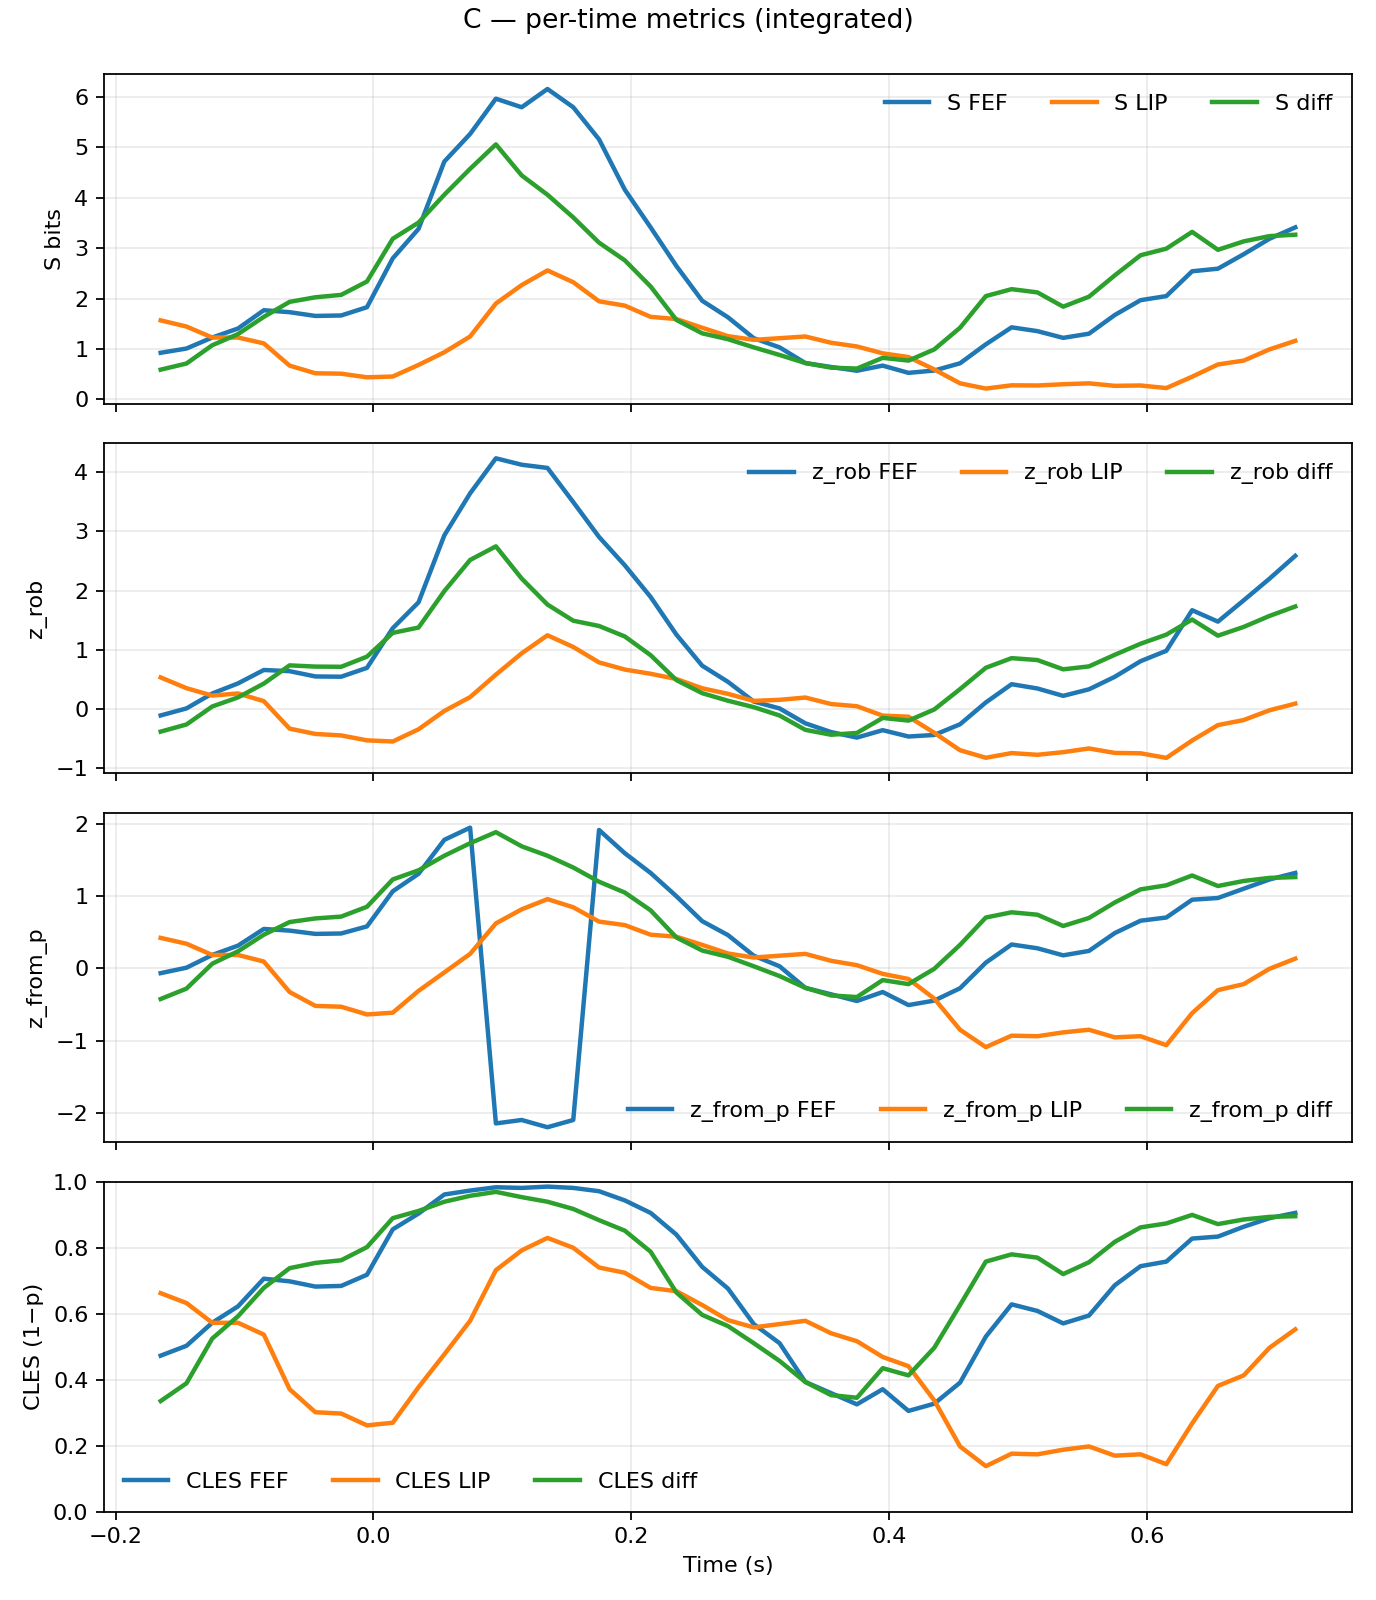 C — per-time metrics (integrated)
S bits
6
5
4
3
2
1
0
S FEF S LIP S diff
z_rob
4
3
2
1
0
−1
z_rob FEF z_rob LIP z_rob diff
z_from_p
2
1
0
−1
−2
z_from_p FEF z_from_p LIP z_from_p diff
CLES (1−p)
1.0
0.8
0.6
0.4
0.2
0.0
CLES FEF CLES LIP CLES diff
−0.2 0.0 0.2 0.4 0.6
Time (s)